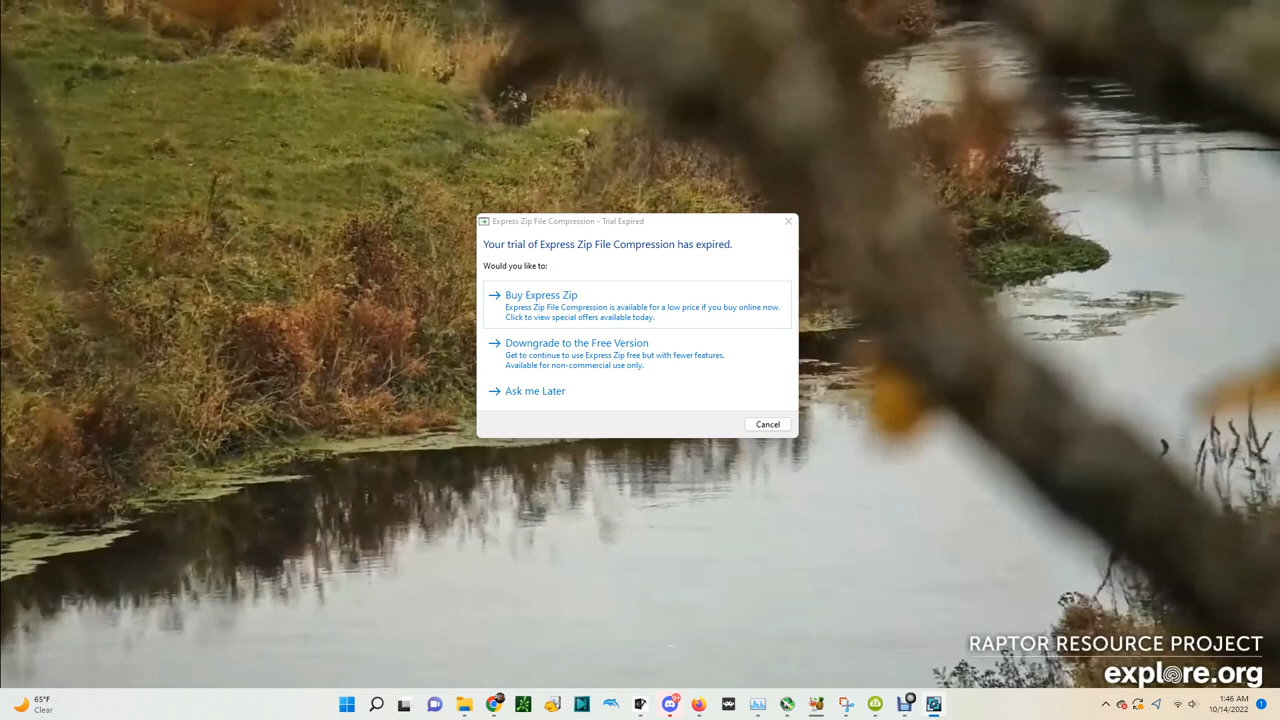 Express Zip File Compression - Trial Expired
Your trial of Express Zip File Compression has expired.
Would you like to:
Buy Express Zip
Express Zip File Compression is available for a low price if you buy online now.
Click to view special offers available today.
Downgrade to the Free Version
Get to continue to use Express Zip free but with fewer features.
Available for non-commercial use only.
Ask me Later
Cancel
RAPTOR RESOURCE PROJECT
explore.org
65°F
Clear
9+
1:46 AM
10/14/2022
1